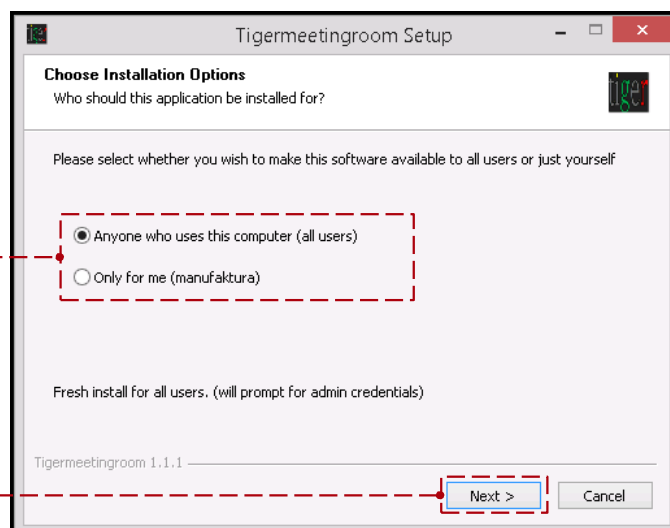 Tigermeetingroom Setup
Choose Installation Options
Who should this application be installed for?
tiger
Please select whether you wish to make this software available to all users or just yourself
Anyone who uses this computer (all users)
Only for me (manufaktura)
Fresh install for all users. (will prompt for admin credentials)
Tigermeetingroom 1.1.1
Next >
Cancel